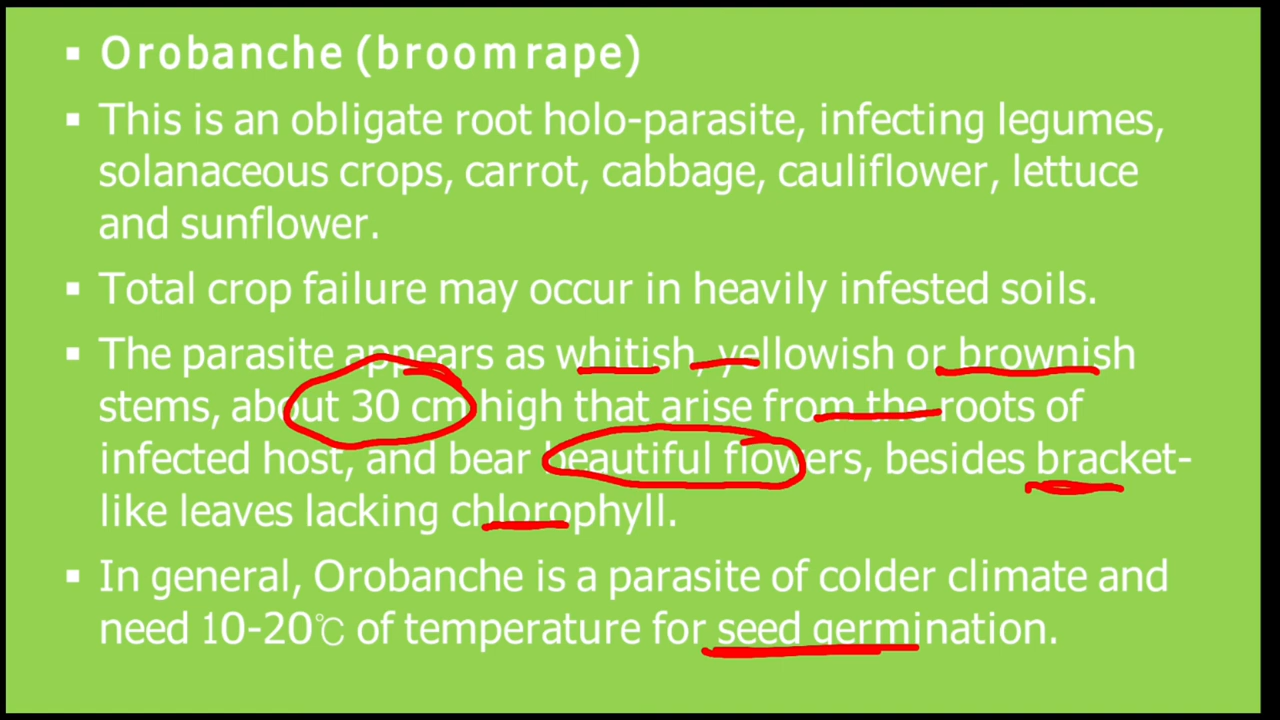 ▪ Orobanche (broomrape)
▪ This is an obligate root holo-parasite, infecting legumes,
solanaceous crops, carrot, cabbage, cauliflower, lettuce
and sunflower.
▪ Total crop failure may occur in heavily infested soils.
▪ The parasite appears as whitish, yellowish or brownish
stems, about 30 cm high that arise from the roots of
infected host, and bear beautiful flowers, besides bracket-
like leaves lacking chlorophyll.
▪ In general, Orobanche is a parasite of colder climate and
need 10-20℃ of temperature for seed germination.